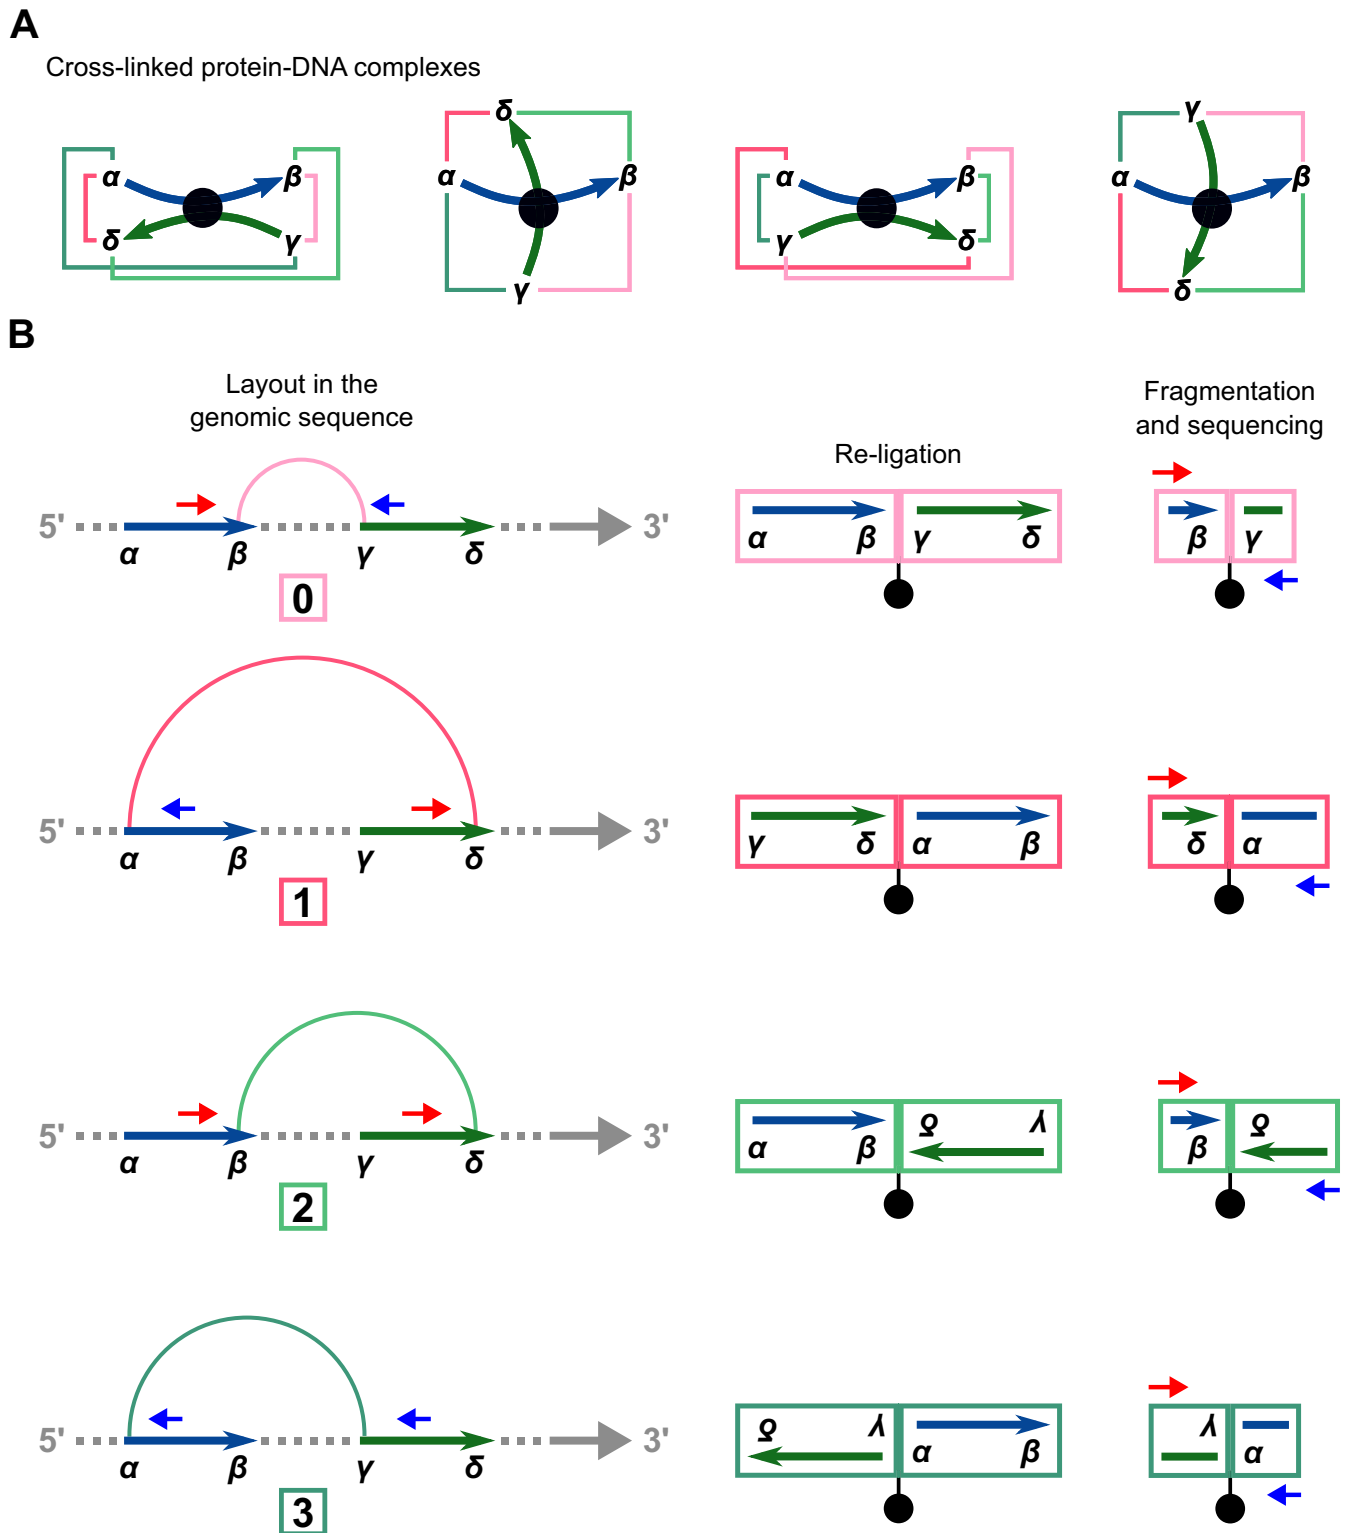 A
Cross-linked protein-DNA complexes
α β δ γ
δ α β γ
α β γ δ
γ α β δ
B
Layout in the
genomic sequence
Re-ligation
Fragmentation
and sequencing
5' 3'
α β γ δ
0
α β γ δ
β γ
5' 3'
α β γ δ
1
γ δ α β
δ α
5' 3'
α β γ δ
2
α β δ γ
β δ
5' 3'
α β γ δ
3
δ γ α β
γ α